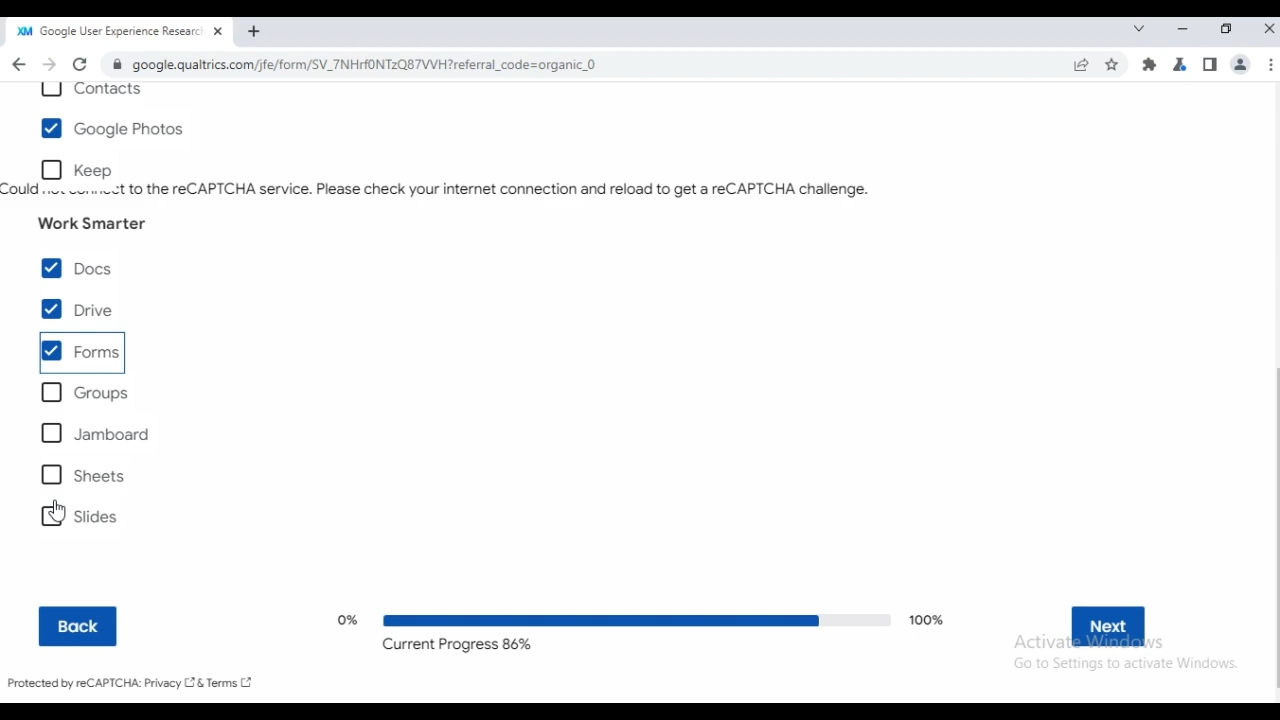 XM Google User Experience Research
google.qualtrics.com/jfe/form/SV_7NHrf0NTzQ87VVH?referral_code=organic_0
Contacts
Google Photos
Keep
Could not connect to the reCAPTCHA service. Please check your internet connection and reload to get a reCAPTCHA challenge.
Work Smarter
Docs
Drive
Forms
Groups
Jamboard
Sheets
Slides
Back
0%
100%
Current Progress 86%
Next
Activate Windows
Go to Settings to activate Windows.
Protected by reCAPTCHA: Privacy & Terms